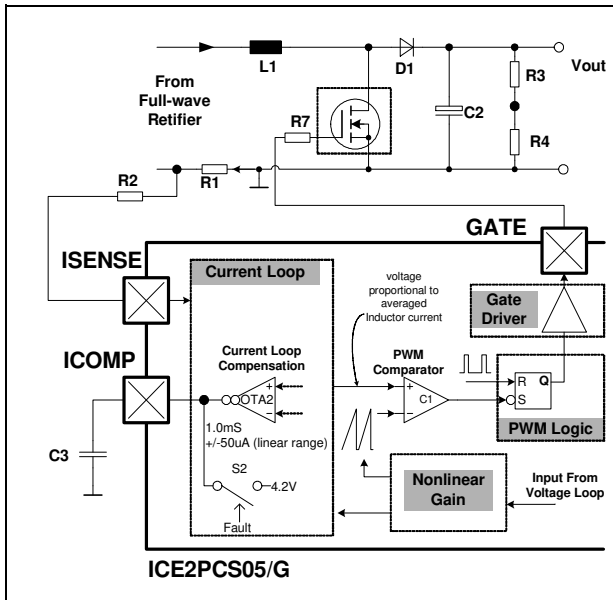 L1
D1
From
Full-wave
Retifier
R7
C2
R3
R4
Vout
R2
R1
GATE
ISENSE
Current Loop
voltage
proportional to
averaged
Inductor current
Gate
Driver
ICOMP
Current Loop
Compensation
+
OTA2
-
1.0mS
+/-50uA (linear range)
PWM
Comparator
+
C1
-
R Q
S
PWM Logic
C3
S2
4.2V
Fault
Nonlinear
Gain
Input From
Voltage Loop
ICE2PCS05/G